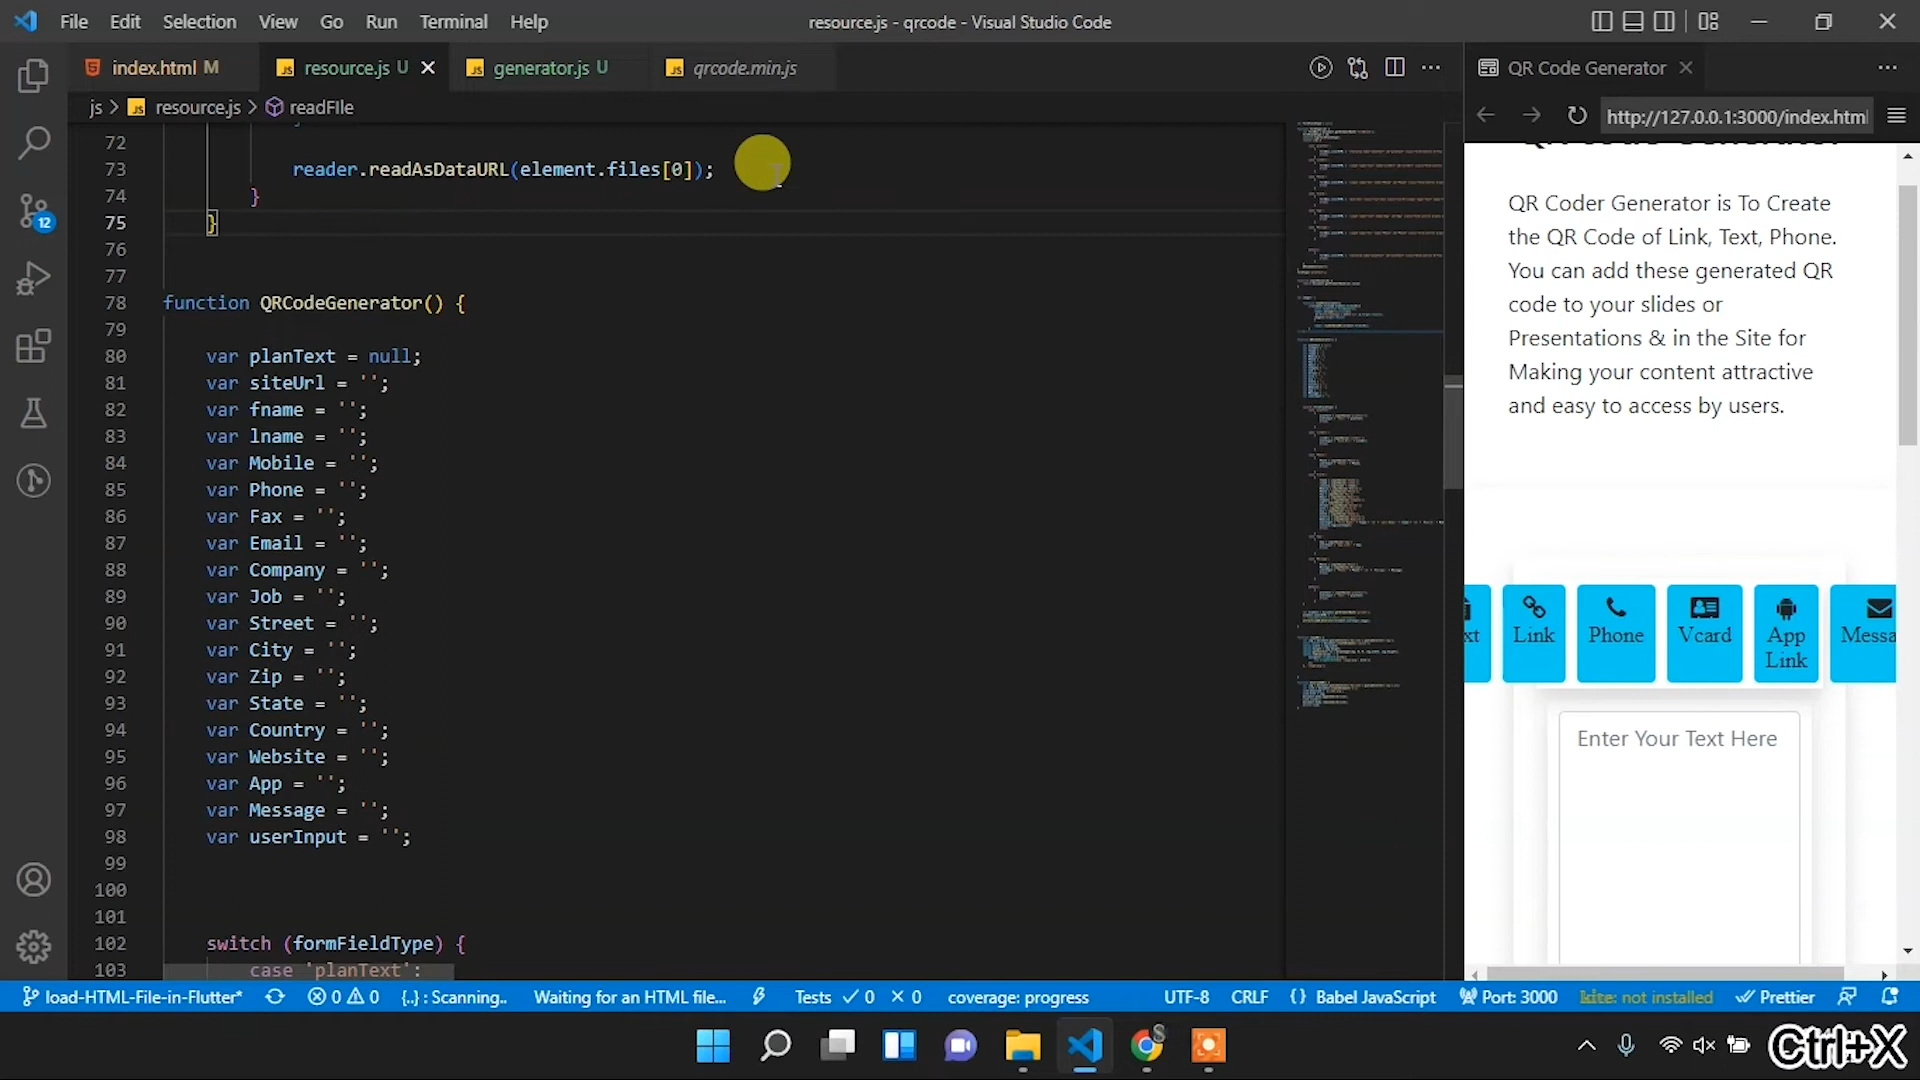 File Edit Selection View Go Run Terminal Help
resource.js - qrcode - Visual Studio Code
index.html M
resource.js U
generator.js U
qrcode.min.js
QR Code Generator
js > resource.js > readFIle
http://127.0.0.1:3000/index.html
72
73 reader.readAsDataURL(element.files[0]);
74 }
75 }
76
77
78 function QRCodeGenerator() {
79
80 var planText = null;
81 var siteUrl = '';
82 var fname = '';
83 var lname = '';
84 var Mobile = '';
85 var Phone = '';
86 var Fax = '';
87 var Email = '';
88 var Company = '';
89 var Job = '';
90 var Street = '';
91 var City = '';
92 var Zip = '';
93 var State = '';
94 var Country = '';
95 var Website = '';
96 var App = '';
97 var Message = '';
98 var userInput = '';
99
100
101
102 switch (formFieldType) {
103 case 'planText':
QR Coder Generator is To Create
the QR Code of Link, Text, Phone.
You can add these generated QR
code to your slides or
Presentations & in the Site for
Making your content attractive
and easy to access by users.
xt
Link
Phone
Vcard
App
Link
Messa
Enter Your Text Here
12
load-HTML-File-in-Flutter*
0 0
{..} : Scanning..
Waiting for an HTML file...
Tests ✓ 0 × 0
coverage: progress
UTF-8
CRLF
{} Babel JavaScript
Port: 3000
kite: not installed
Prettier
S
Ctrl+X